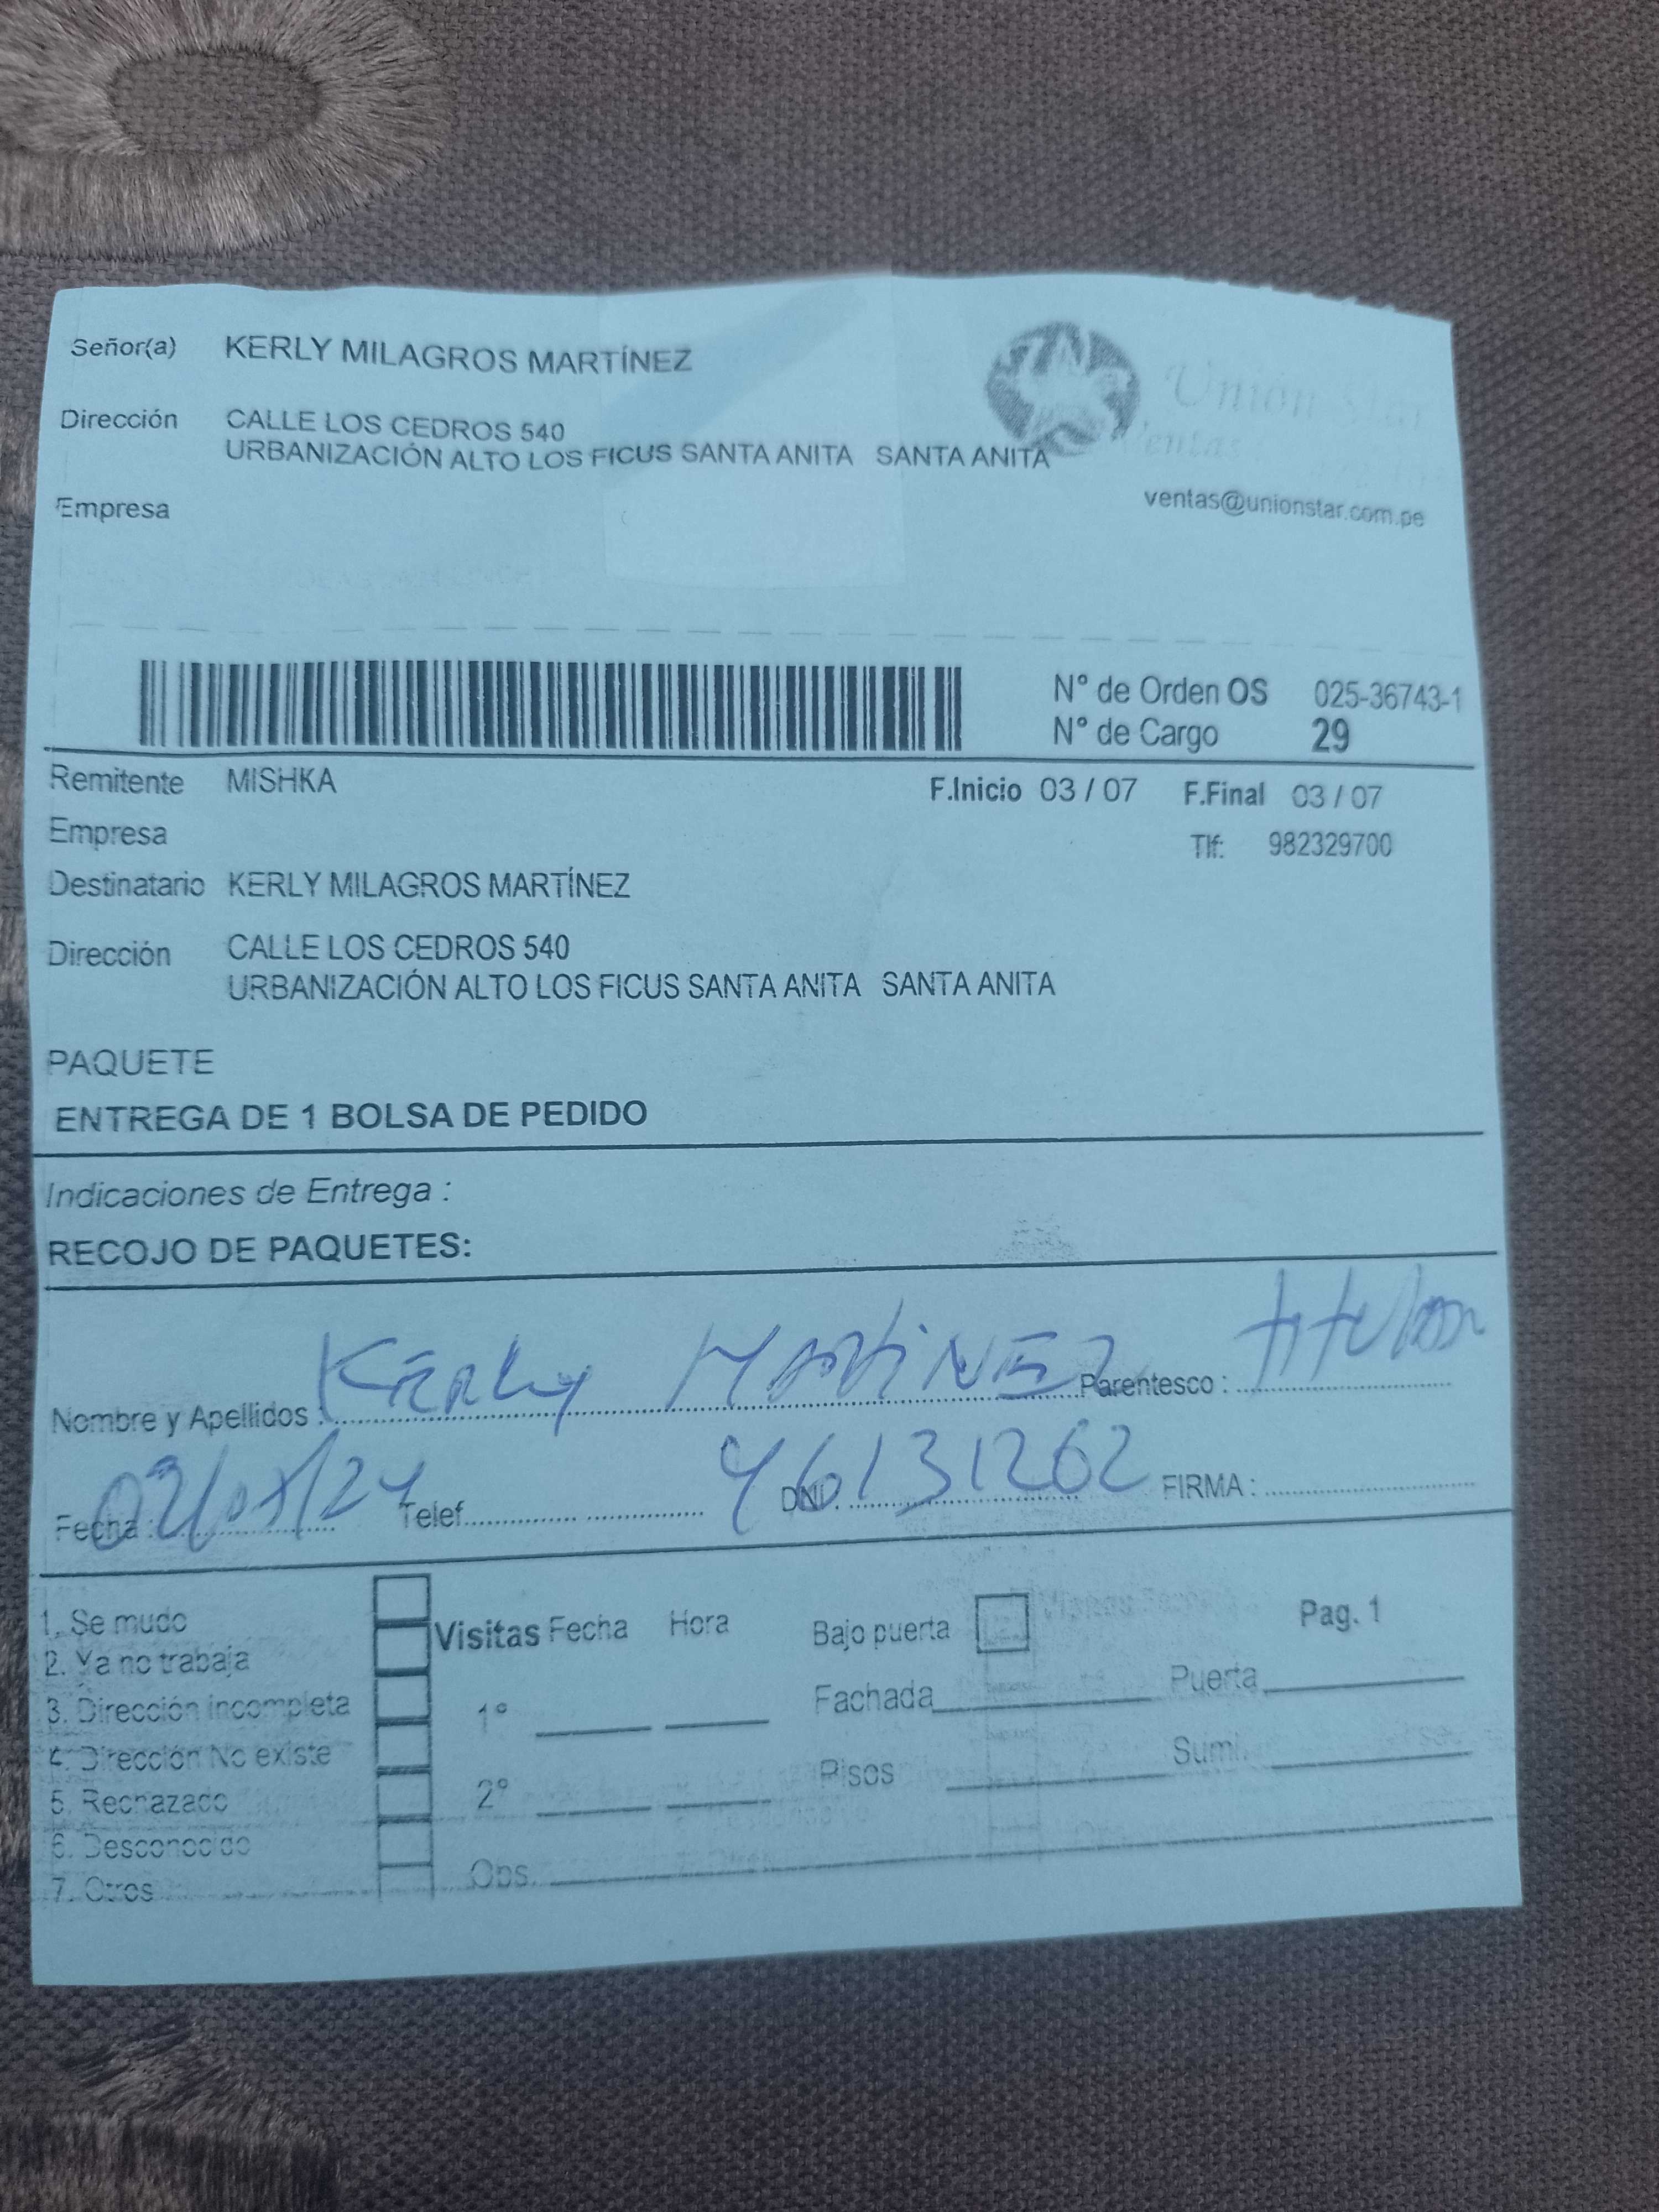 Señor(a) KERLY MILAGROS MARTÍNEZ
Dirección CALLE LOS CEDROS 540
URBANIZACIÓN ALTO LOS FICUS SANTA ANITA SANTA ANITA
Empresa
Unión Star
Ventas
ventas@unionstar.com.pe
N° de Orden OS 025-36743-1
N° de Cargo 29
Remitente MISHKA F.Inicio 03 / 07 F.Final 03 / 07
Empresa Tlf: 982329700
Destinatario KERLY MILAGROS MARTÍNEZ
Dirección CALLE LOS CEDROS 540
URBANIZACIÓN ALTO LOS FICUS SANTA ANITA SANTA ANITA
PAQUETE
ENTREGA DE 1 BOLSA DE PEDIDO
Indicaciones de Entrega :
RECOJO DE PAQUETES:
Nombre y Apellidos : Kerly MARTINEZ Parentesco : titular
Fecha : Telef. DNI. 46131262 FIRMA :
1. Se mudo Visitas Fecha Hora Bajo puerta Pag. 1
2. Ya no trabaja
3. Dirección incompleta 1° Fachada Puerta
4. Dirección No existe
5. Rechazado 2° Pisos Sumi.
6. Desconocido
7. Otros Obs.